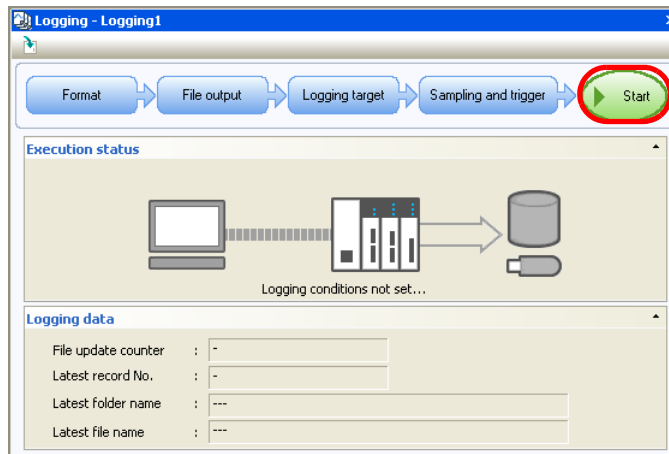 Logging - Logging1
Format
File output
Logging target
Sampling and trigger
Start
Execution status
Logging conditions not set...
Logging data
File update counter : -
Latest record No. : -
Latest folder name : ---
Latest file name : ---